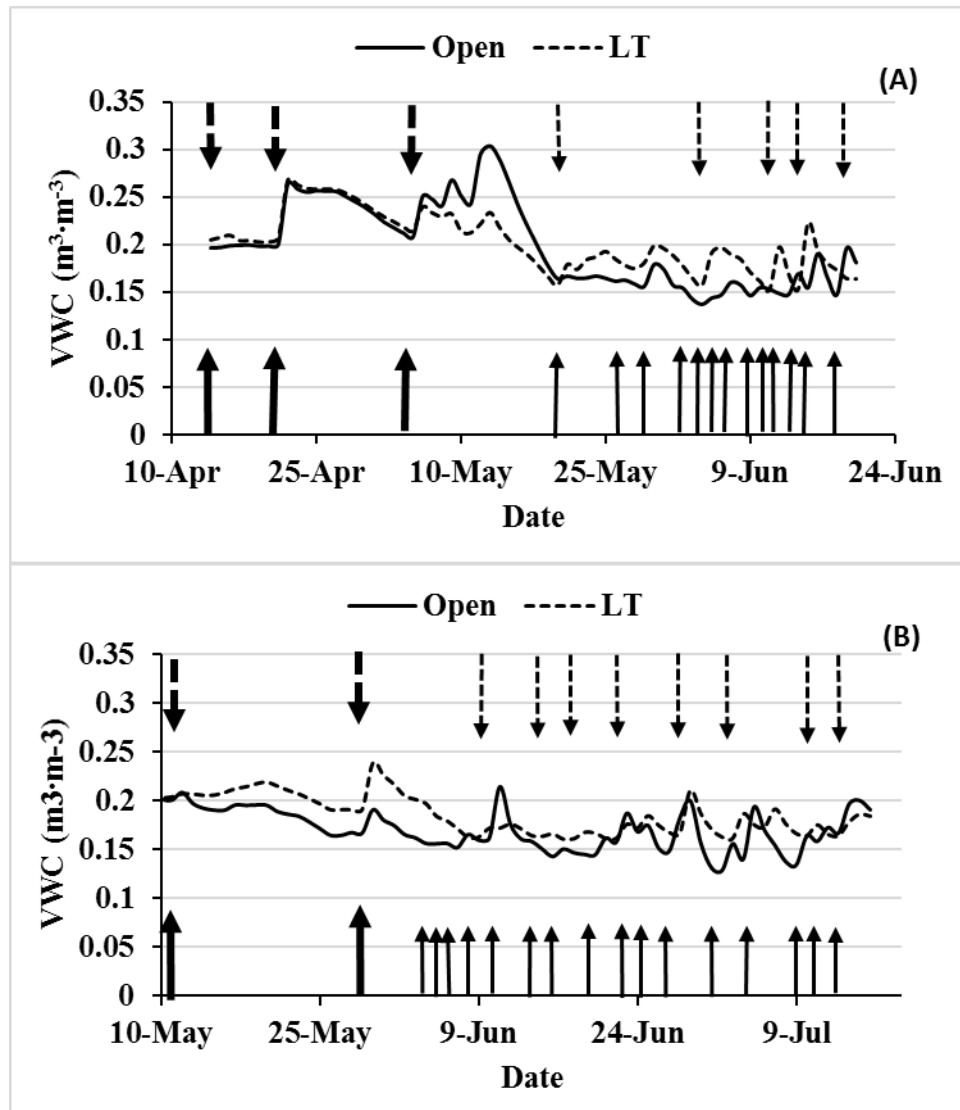 Open LT
(A)
0.35
0.3
0.25
0.2
0.15
0.1
0.05
0
VWC (m³·m⁻³)
10-Apr 25-Apr 10-May 25-May 9-Jun 24-Jun
Date
Open LT
(B)
0.35
0.3
0.25
0.2
0.15
0.1
0.05
0
VWC (m3·m-3)
10-May 25-May 9-Jun 24-Jun 9-Jul
Date